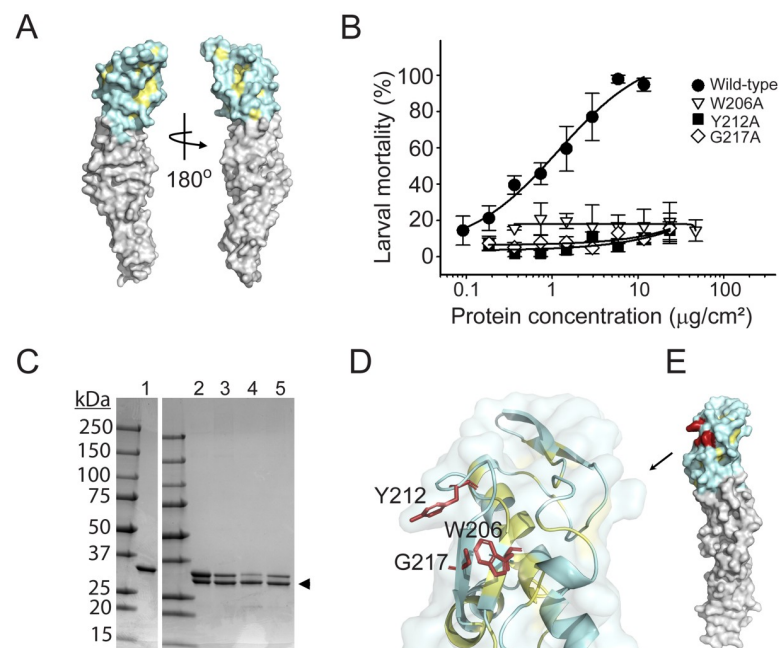 A
180o
B
Larval mortality (%)
100
80
60
40
20
0
0.1
1
10
100
Protein concentration (µg/cm²)
Wild-type
W206A
Y212A
G217A
C
kDa
1
2
3
4
5
250
150
100
75
50
37
25
20
15
D
Y212
W206
G217
E